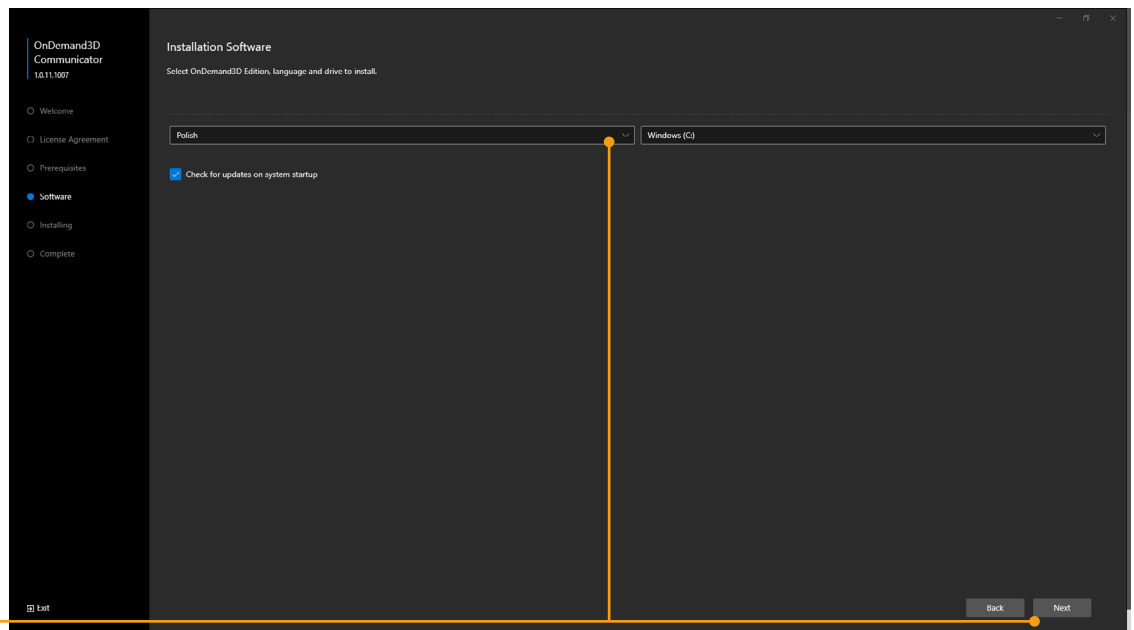 OnDemand3D
Communicator
1.0.11.1007
Welcome
License Agreement
Prerequisites
Software
Installing
Complete
Exit
Installation Software
Select OnDemand3D Edition, language and drive to install.
Polish
Windows (C:)
Check for updates on system startup
Back
Next